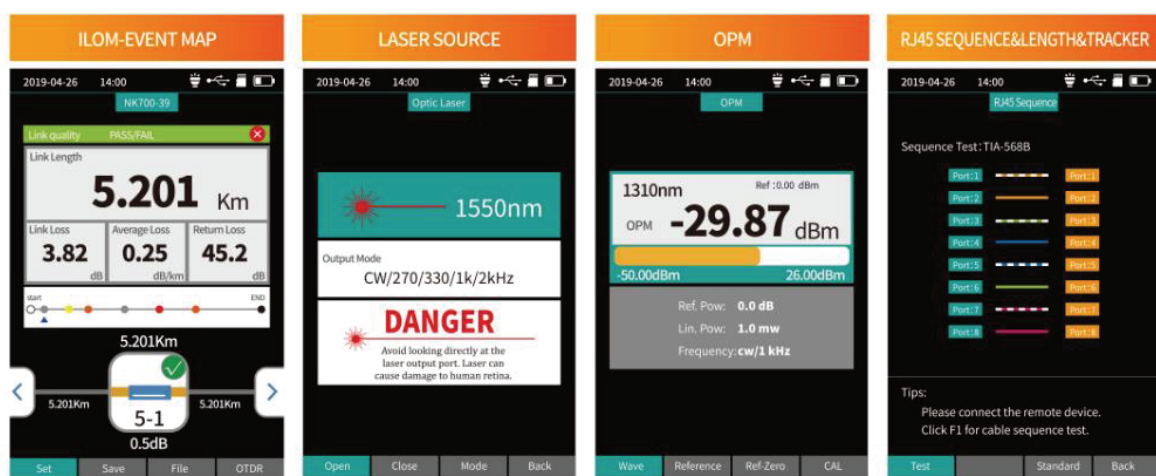 ILOM-EVENT MAP
2019-04-26 14:00
NK700-39
Link quality PASS/FAIL
Link Length
5.201 Km
Link Loss Average Loss Return Loss
3.82 0.25 45.2
dB dB/km dB
start END
5.201Km
5.201Km 5.201Km
5-1
0.5dB
Set Save File OTDR
LASER SOURCE
2019-04-26 14:00
Optic Laser
1550nm
Output Mode
CW/270/330/1k/2kHz
DANGER
Avoid looking directly at the
laser output port. Laser can
cause damage to human retina.
Open Close Mode Back
OPM
2019-04-26 14:00
OPM
1310nm Ref :0.00 dBm
OPM -29.87 dBm
-50.00dBm 26.00dBm
Ref. Pow: 0.0 dB
Lin. Pow: 1.0 mw
Frequency:cw/1 kHz
Wave Reference Ref-Zero CAL
RJ45 SEQUENCE&LENGTH&TRACKER
2019-04-26 14:00
RJ45 Sequence
Sequence Test:TIA-568B
Port:1 Port:1
Port:2 Port:2
Port:3 Port:3
Port:4 Port:4
Port:5 Port:5
Port:6 Port:6
Port:7 Port:7
Port:8 Port:8
Tips:
Please connect the remote device.
Click F1 for cable sequence test.
Test Standard Back